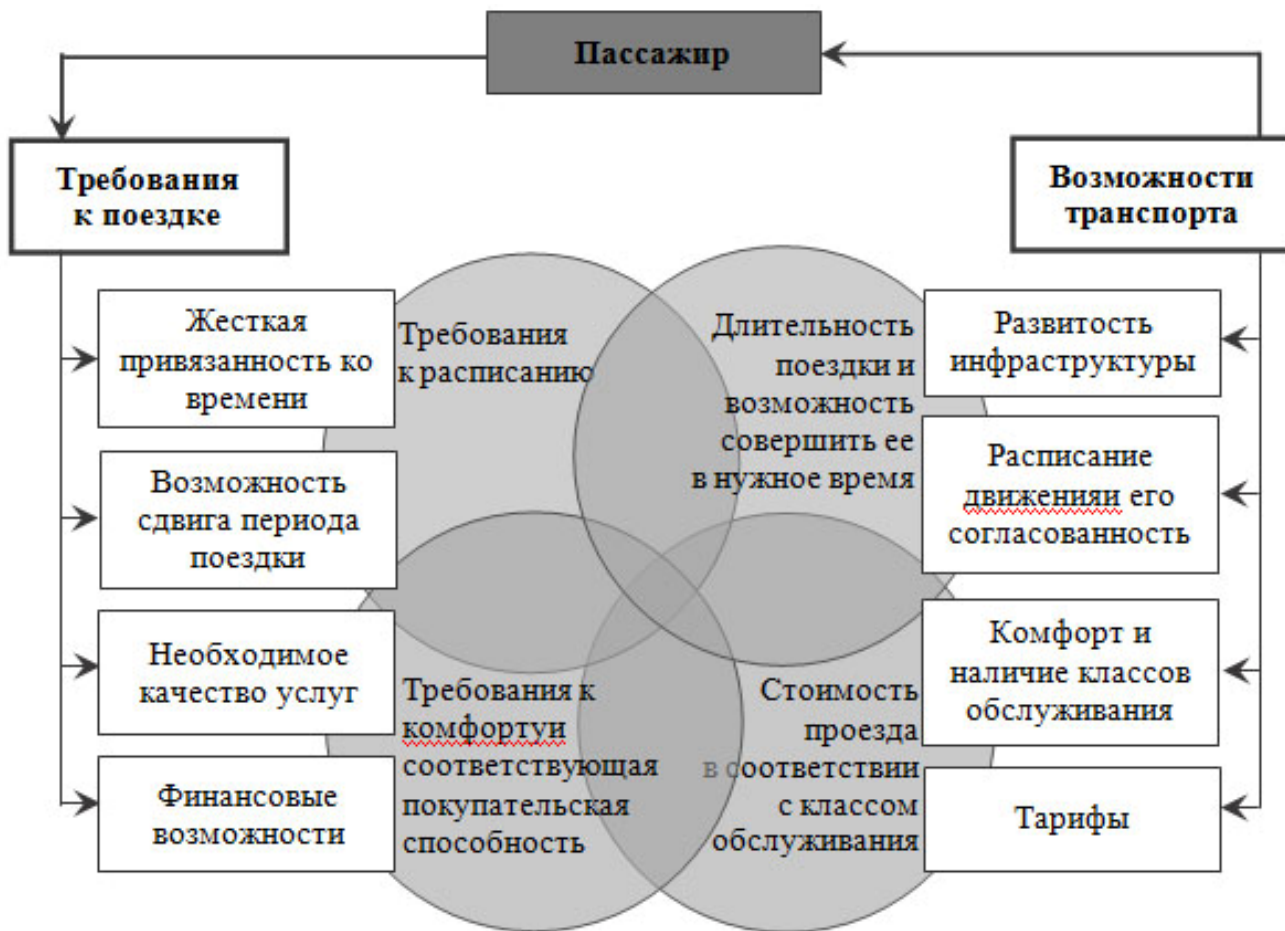 Пассажир
Требования
к поездке
Возможности
транспорта
Жесткая
привязанность ко
времени
Возможность
сдвига периода
поездки
Необходимое
качество услуг
Финансовые
возможности
Требования
к расписанию
Длительность
поездки и
возможность
совершить ее
в нужное время
Требования к
комфортуи
соответствующая
покупательская
способность
Стоимость
проезда
в соответствии
с классом
обслуживания
Развитость
инфраструктуры
Расписание
движенияи его
согласованность
Комфорт и
наличие классов
обслуживания
Тарифы